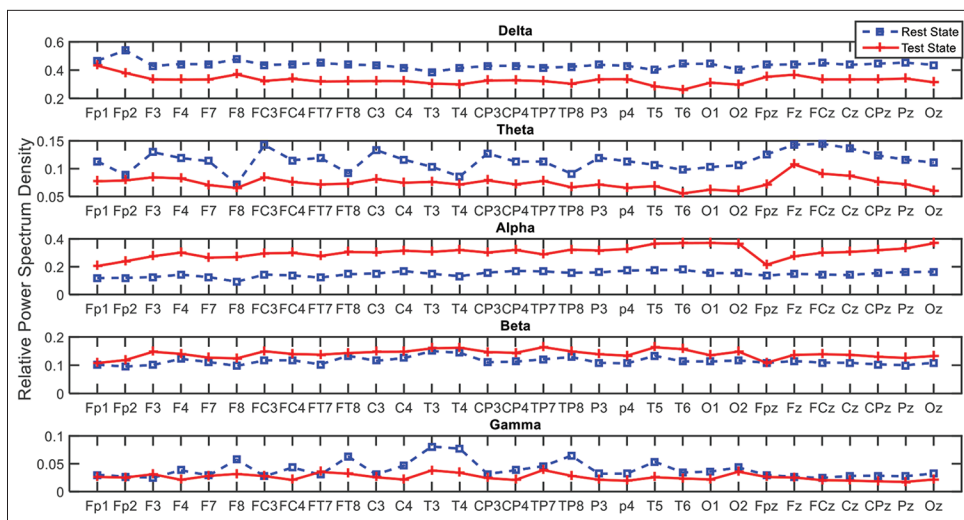 Delta
Rest State
Test State
0.6
0.4
0.2
Fp1 Fp2 F3 F4 F7 F8 FC3 FC4 FT7 FT8 C3 C4 T3 T4 CP3 CP4 TP7 TP8 P3 p4 T5 T6 O1 O2 Fpz Fz FCz Cz CPz Pz Oz
Relative Power Spectrum Density
Theta
0.15
0.1
0.05
Fp1 Fp2 F3 F4 F7 F8 FC3 FC4 FT7 FT8 C3 C4 T3 T4 CP3 CP4 TP7 TP8 P3 p4 T5 T6 O1 O2 Fpz Fz FCz Cz CPz Pz Oz
Alpha
0.4
0.2
0
Fp1 Fp2 F3 F4 F7 F8 FC3 FC4 FT7 FT8 C3 C4 T3 T4 CP3 CP4 TP7 TP8 P3 p4 T5 T6 O1 O2 Fpz Fz FCz Cz CPz Pz Oz
Beta
0.2
0.1
0
Fp1 Fp2 F3 F4 F7 F8 FC3 FC4 FT7 FT8 C3 C4 T3 T4 CP3 CP4 TP7 TP8 P3 p4 T5 T6 O1 O2 Fpz Fz FCz Cz CPz Pz Oz
Gamma
0.1
0.05
0
Fp1 Fp2 F3 F4 F7 F8 FC3 FC4 FT7 FT8 C3 C4 T3 T4 CP3 CP4 TP7 TP8 P3 p4 T5 T6 O1 O2 Fpz Fz FCz Cz CPz Pz Oz